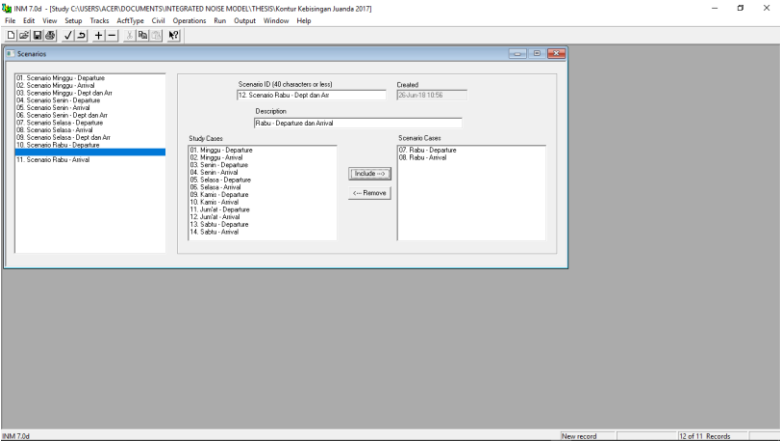 INM 7.0d - [Study C:\USERS\ACER\DOCUMENTS\INTEGRATED NOISE MODEL\THESIS\Kontur Kebisingan Juanda 2017]
File Edit View Setup Tracks AcftType Civil Operations Run Output Window Help
Scenarios
01. Scenario Minggu - Departure
02. Scenario Minggu - Arrival
03. Scenario Minggu - Dept dan Arr
04. Scenario Senin - Departure
05. Scenario Senin - Arrival
06. Scenario Senin - Dept dan Arr
07. Scenario Selasa - Departure
08. Scenario Selasa - Arrival
09. Scenario Selasa - Dept dan Arr
10. Scenario Rabu - Departure
11. Scenario Rabu - Arrival
Scenario ID (40 characters or less)
Created
12. Scenario Rabu - Dept dan Arr
26-Jun-18 10:56
Description
Rabu - Departure dan Arrival
Study Cases
01. Minggu - Departure
02. Minggu - Arrival
03. Senin - Departure
04. Senin - Arrival
05. Selasa - Departure
06. Selasa - Arrival
09. Kamis - Departure
10. Kamis - Arrival
11. Jum'at - Departure
12. Jum'at - Arrival
13. Sabtu - Departure
14. Sabtu - Arrival
Include -->
<-- Remove
Scenario Cases
07. Rabu - Departure
08. Rabu - Arrival
INM 7.0d
New record
12 of 11 Records